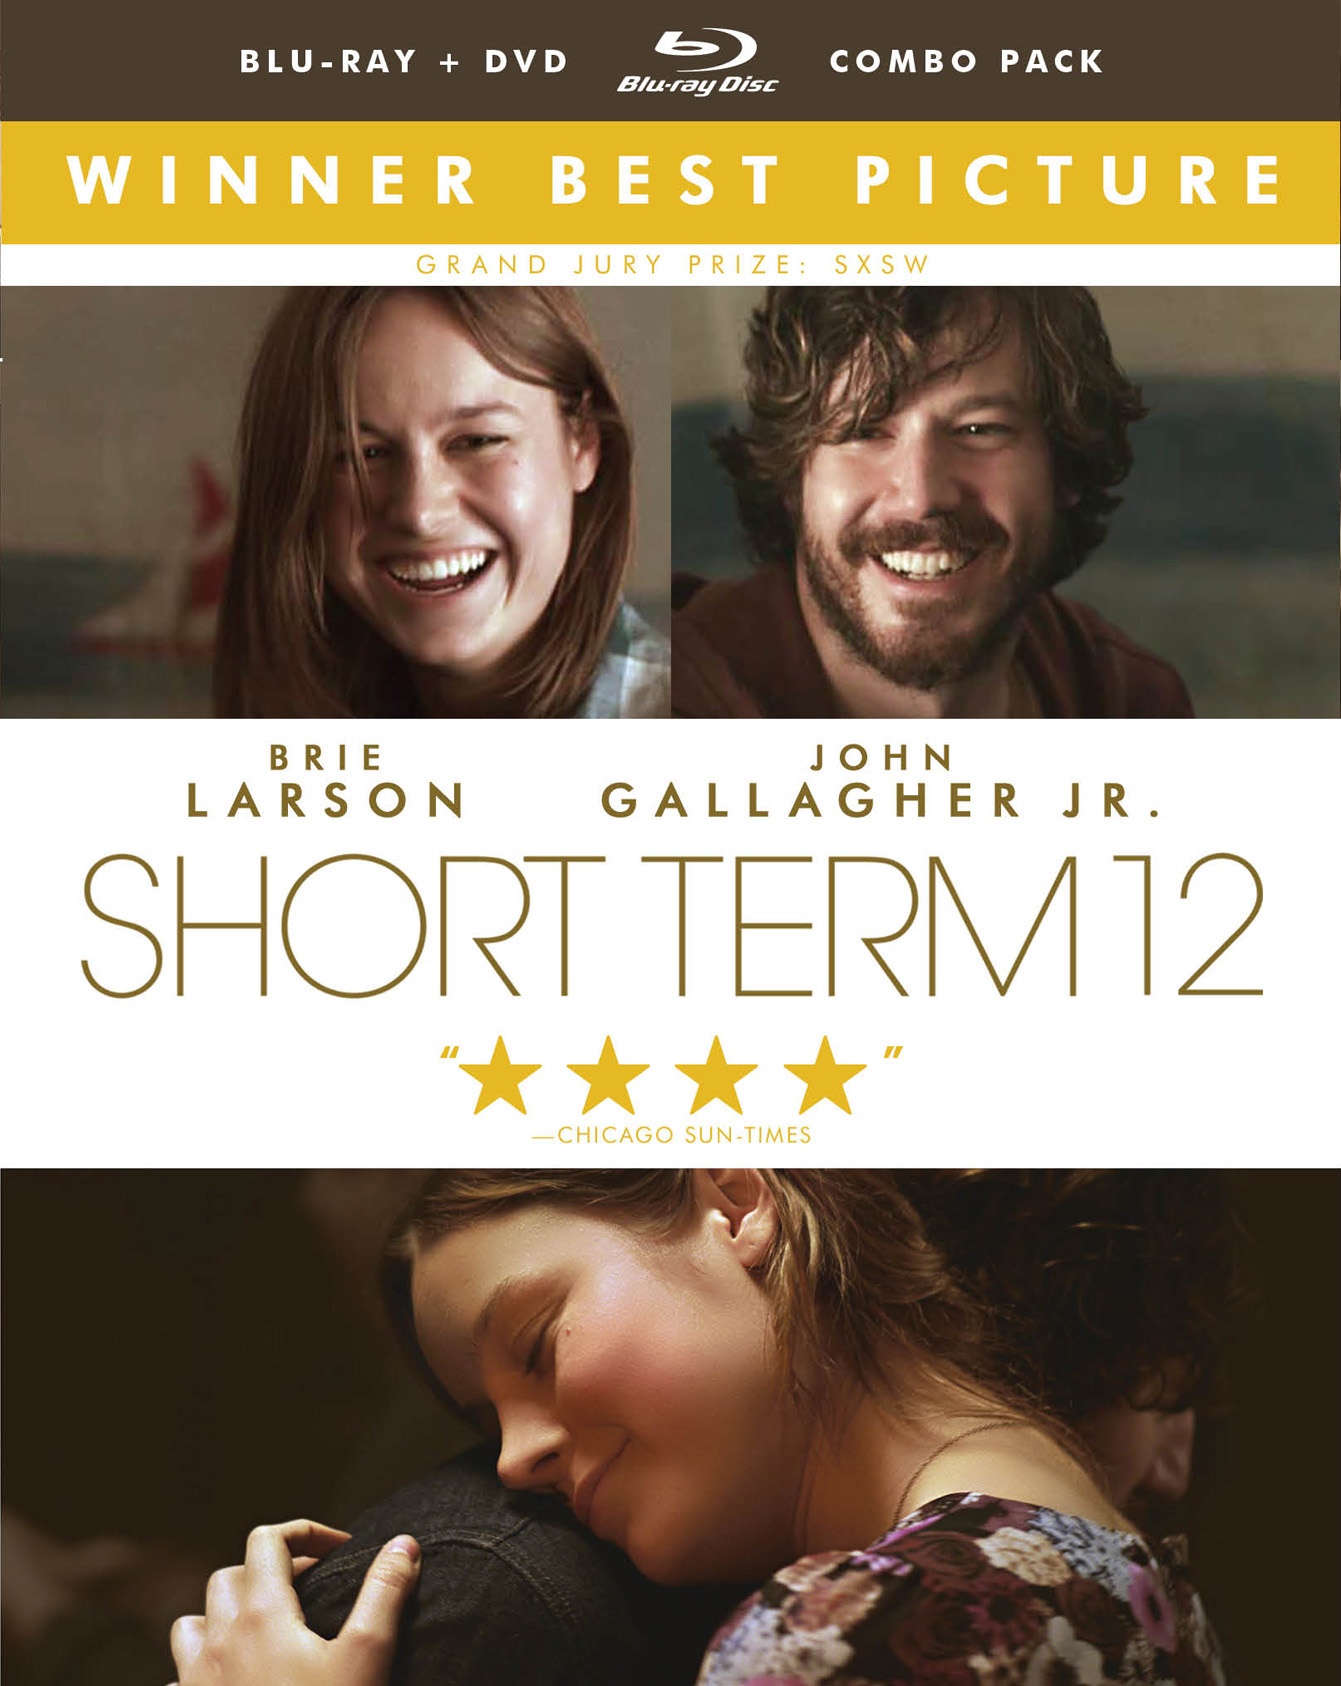 BLU-RAY + DVD Blu-ray Disc COMBO PACK
WINNER BEST PICTURE
GRAND JURY PRIZE: SXSW
BRIE LARSON
JOHN GALLAGHER JR.
SHORT TERM 12
“★★★★”
—CHICAGO SUN-TIMES